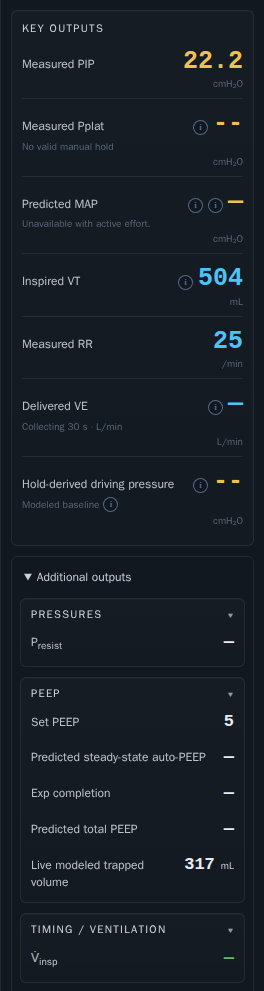 KEY OUTPUTS
Measured PIP 22.2
cmH₂O
Measured Pplat i --
No valid manual hold
cmH₂O
Predicted MAP i i —
Unavailable with active effort.
cmH₂O
Inspired VT i 504
mL
Measured RR 25
/min
Delivered VE i —
Collecting 30 s · L/min
L/min
Hold-derived driving pressure i --
Modeled baseline i
cmH₂O
▼ Additional outputs
PRESSURES ▼
Presist —
PEEP ▼
Set PEEP 5
Predicted steady-state auto-PEEP —
Exp completion —
Predicted total PEEP —
Live modeled trapped 317 mL
volume
TIMING / VENTILATION ▼
V̇insp —